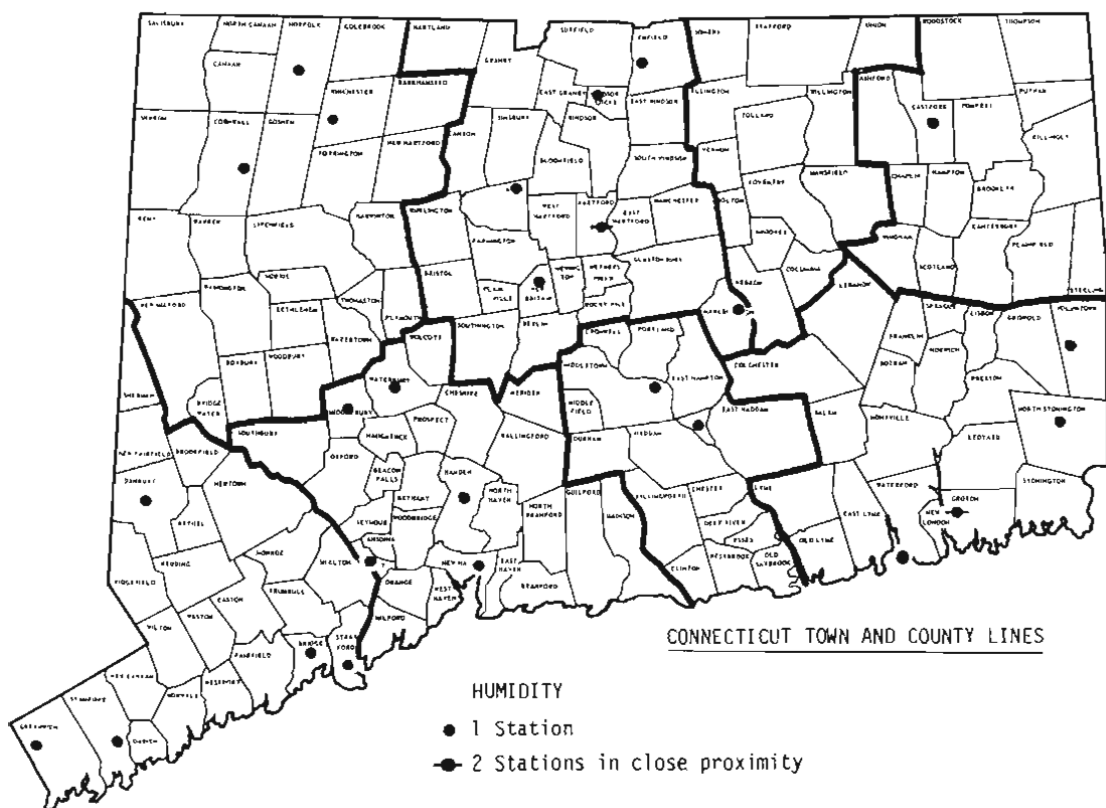 SALISBURY NORTH CANAAN NORFOLK COLEBROOK HARTLAND SUFFIELD ENFIELD SOMERS STAFFORD UNION WOODSTOCK THOMPSON
GRANBY
CANAAN
WINCHESTER BARKHAMSTED EAST GRANBY WINDSOR LOCKS EAST WINDSOR ELLINGTON WILLINGTON ASHFORD EASTFORD POMFRET PUTNAM
SHARON CORNWALL GOSHEN CANTON SIMSBURY WINDSOR TOLLAND KILLINGLY
TORRINGTON NEW HARTFORD BLOOMFIELD SOUTH WINDSOR VERNON
COVENTRY MANSFIELD CHAPLIN HAMPTON BROOKLYN
KENT WARREN LITCHFIELD HARWINTON BURLINGTON WEST HARTFORD HARTFORD EAST HARTFORD MANCHESTER BOLTON
FARMINGTON ANDOVER WINDHAM SCOTLAND CANTERBURY PLAINFIELD STERLING
MORRIS BRISTOL PLAINVILLE NEW BRITAIN NEWINGTON WETHERSFIELD GLASTONBURY COLUMBIA
NEW MILFORD WASHINGTON BETHLEHEM THOMASTON PLYMOUTH ROCKY HILL HEBRON LEBANON
SOUTHINGTON BERLIN CROMWELL PORTLAND SPRAGUE LISBON GRISWOLD VOLUNTOWN
ROXBURY WOODBURY WATERTOWN WOLCOTT FRANKLIN NORWICH
SHERMAN BRIDGEWATER WATERBURY MIDDLETOWN EAST HAMPTON COLCHESTER BOZRAH PRESTON
MIDDLEBURY CHESHIRE MERIDEN MIDDLEFIELD NORTH STONINGTON
SOUTHBURY NAUGATUCK PROSPECT WALLINGFORD DURHAM HADDAM EAST HADDAM SALEM MONTVILLE LEDYARD
NEW FAIRFIELD BROOKFIELD OXFORD BEACON FALLS
DANBURY NEWTOWN BETHANY HAMDEN NORTH HAVEN GUILFORD KILLINGWORTH CHESTER LYME WATERFORD GROTON STONINGTON
BETHEL SEYMOUR WOODBRIDGE NORTH BRANFORD MADISON DEEP RIVER EAST LYME NEW LONDON
ANSONIA ESSEX
MONROE SHELTON ORANGE EAST HAVEN BRANFORD CLINTON WESTBROOK OLD SAYBROOK OLD LYME
RIDGEFIELD REDDING WEST HAVEN
EASTON TRUMBULL MILFORD
WILTON WESTON FAIRFIELD STRATFORD
NEW CANAAN NORWALK WESTPORT
GREENWICH STAMFORD DARIEN
CONNECTICUT TOWN AND COUNTY LINES
HUMIDITY
1 Station
2 Stations in close proximity